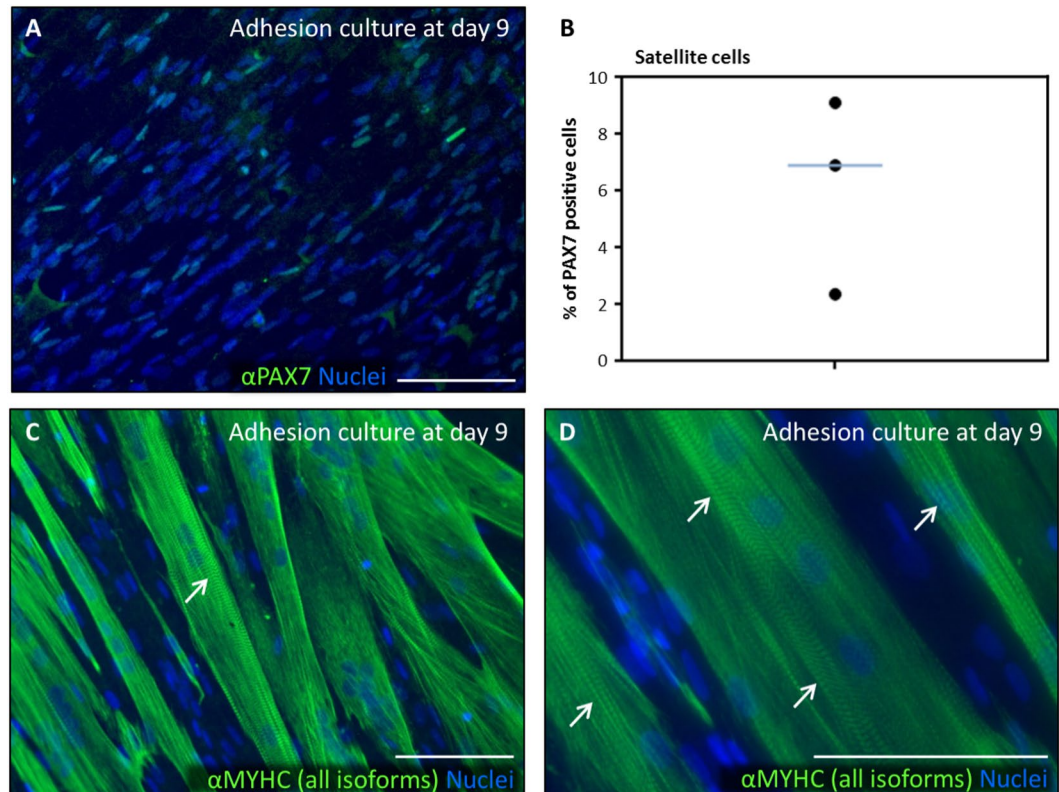 A
Adhesion culture at day 9
αPAX7 Nuclei
B
Satellite cells
% of PAX7 positive cells
10
8
6
4
2
0
C
Adhesion culture at day 9
αMYHC (all isoforms) Nuclei
D
Adhesion culture at day 9
αMYHC (all isoforms) Nuclei